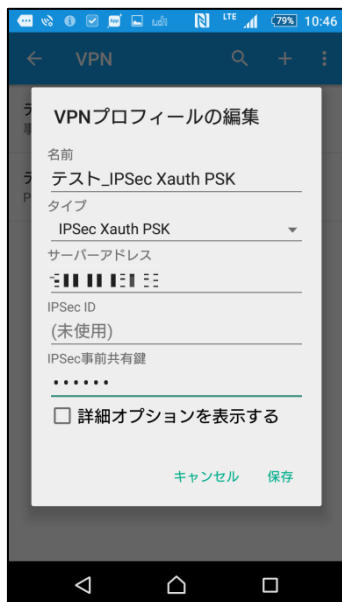 LTE 79% 10:46
VPN
VPNプロフィールの編集
名前
テスト_IPSec Xauth PSK
タイプ
IPSec Xauth PSK
サーバーアドレス
IPSec ID
(未使用)
IPSec事前共有鍵
••••••
詳細オプションを表示する
キャンセル 保存